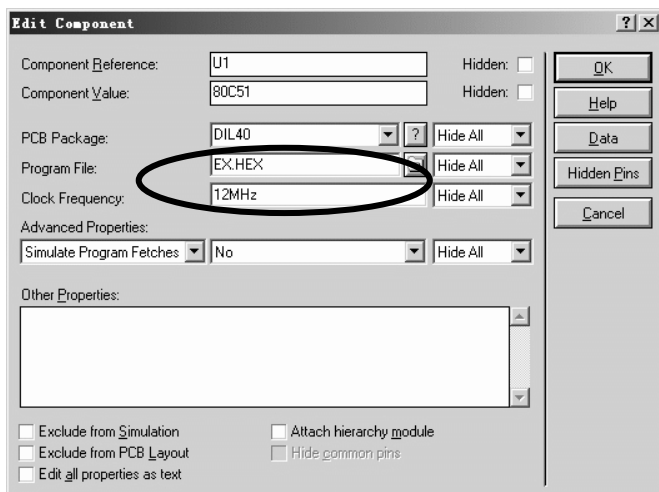 Edit Component
? ×
Component Reference: U1 Hidden:
Component Value: 80C51 Hidden:
PCB Package: DIL40 ? Hide All
Program File: EX.HEX Hide All
Clock Frequency: 12MHz Hide All
Advanced Properties:
Simulate Program Fetches No Hide All
Other Properties:
Exclude from Simulation
Attach hierarchy module
Exclude from PCB Layout
Hide common pins
Edit all properties as text
OK
Help
Data
Hidden Pins
Cancel